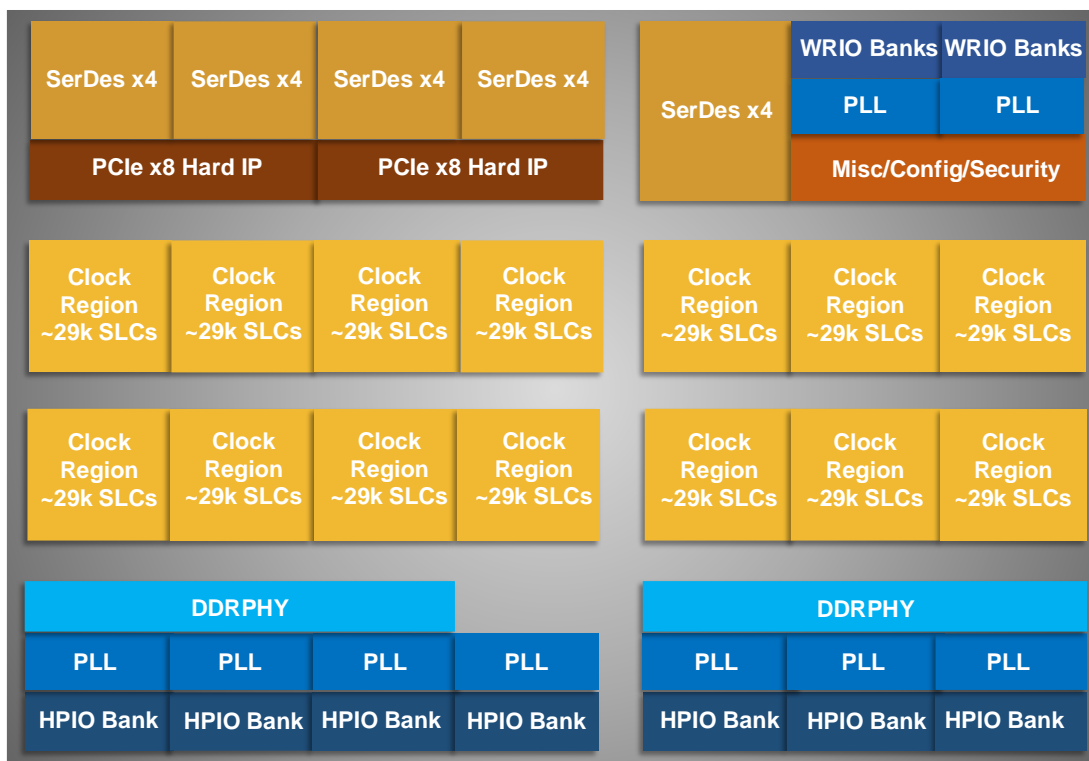 SerDes x4 SerDes x4 SerDes x4 SerDes x4
PCIe x8 Hard IP PCIe x8 Hard IP
SerDes x4
WRIO Banks WRIO Banks
PLL PLL
Misc/Config/Security
Clock Clock Clock Clock Clock Clock Clock
Region Region Region Region Region Region Region
~29k SLCs ~29k SLCs ~29k SLCs ~29k SLCs ~29k SLCs ~29k SLCs ~29k SLCs
Clock Clock Clock Clock Clock Clock Clock
Region Region Region Region Region Region Region
~29k SLCs ~29k SLCs ~29k SLCs ~29k SLCs ~29k SLCs ~29k SLCs ~29k SLCs
DDRPHY DDRPHY
PLL PLL PLL PLL PLL PLL PLL
HPIO Bank HPIO Bank HPIO Bank HPIO Bank HPIO Bank HPIO Bank HPIO Bank